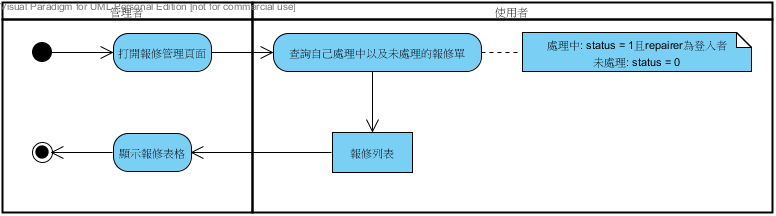 Visual Paradigm for UML Personal Edition [not for commercial use]
管理者
使用者
打開報修管理頁面
查詢自己處理中以及未處理的報修單
處理中: status = 1且repairer為登入者
未處理: status = 0
顯示報修表格
報修列表